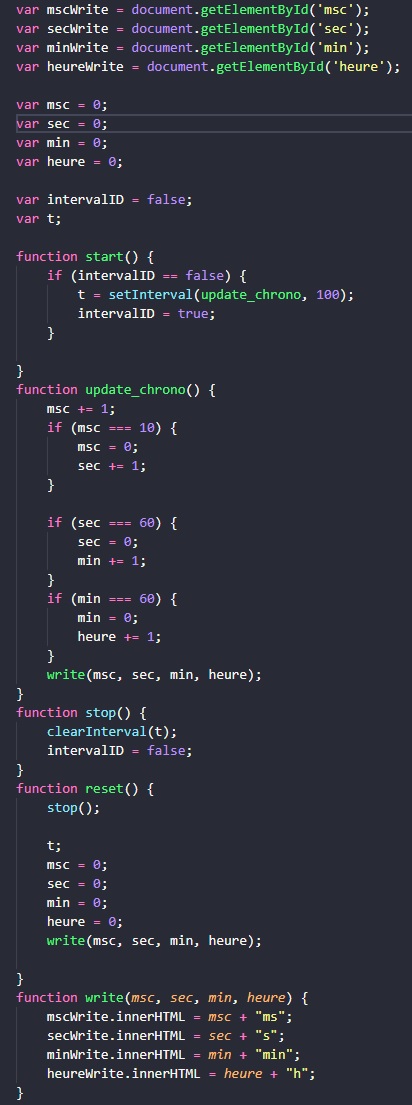 var mscWrite = document.getElementById('msc');
var secWrite = document.getElementById('sec');
var minWrite = document.getElementById('min');
var heureWrite = document.getElementById('heure');

var msc = 0;
var sec = 0;
var min = 0;
var heure = 0;

var intervalID = false;
var t;

function start() {
    if (intervalID == false) {
        t = setInterval(update_chrono, 100);
        intervalID = true;
    }

}
function update_chrono() {
    msc += 1;
    if (msc === 10) {
        msc = 0;
        sec += 1;
    }

    if (sec === 60) {
        sec = 0;
        min += 1;
    }
    if (min === 60) {
        min = 0;
        heure += 1;
    }
    write(msc, sec, min, heure);
}
function stop() {
    clearInterval(t);
    intervalID = false;
}
function reset() {
    stop();

    t;
    msc = 0;
    sec = 0;
    min = 0;
    heure = 0;
    write(msc, sec, min, heure);

}
function write(msc, sec, min, heure) {
    mscWrite.innerHTML = msc + "ms";
    secWrite.innerHTML = sec + "s";
    minWrite.innerHTML = min + "min";
    heureWrite.innerHTML = heure + "h";
}